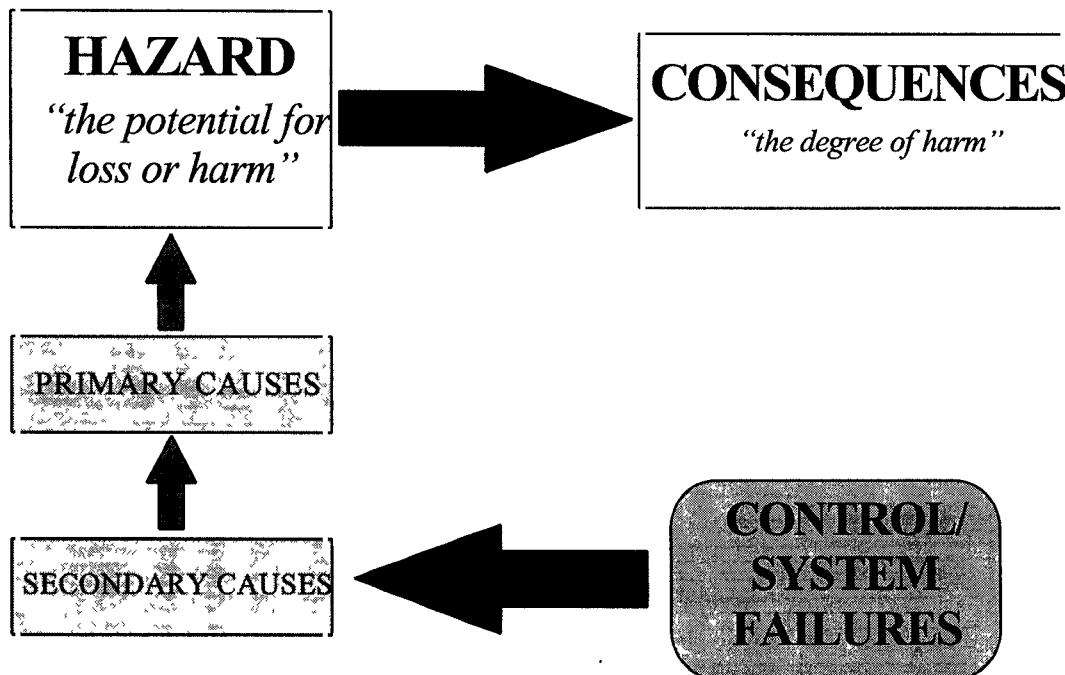 HAZARD
“the potential for
loss or harm”
CONSEQUENCES
“the degree of harm”
PRIMARY CAUSES
SECONDARY CAUSES
CONTROL/
SYSTEM
FAILURES